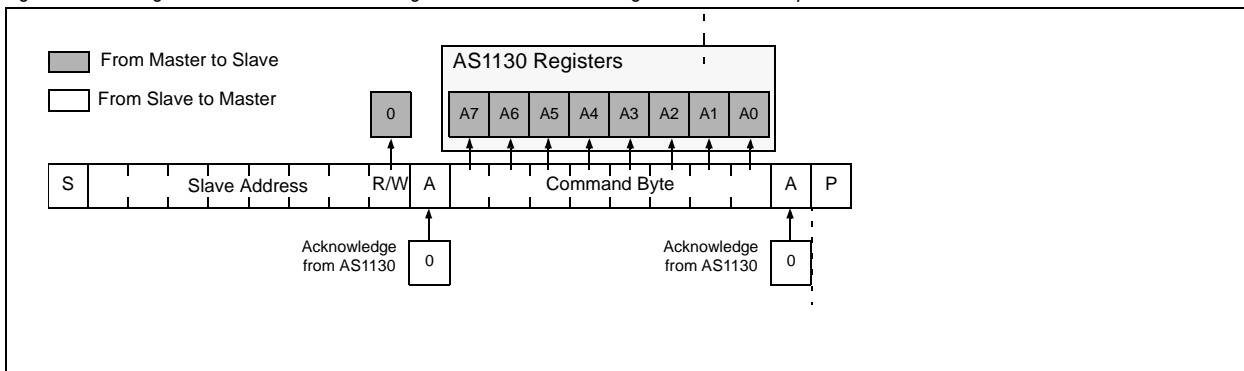 From Master to Slave
From Slave to Master
AS1130 Registers
0 A7 A6 A5 A4 A3 A2 A1 A0
S Slave Address R/W A Command Byte A P
Acknowledge
from AS1130
0
Acknowledge
from AS1130
0